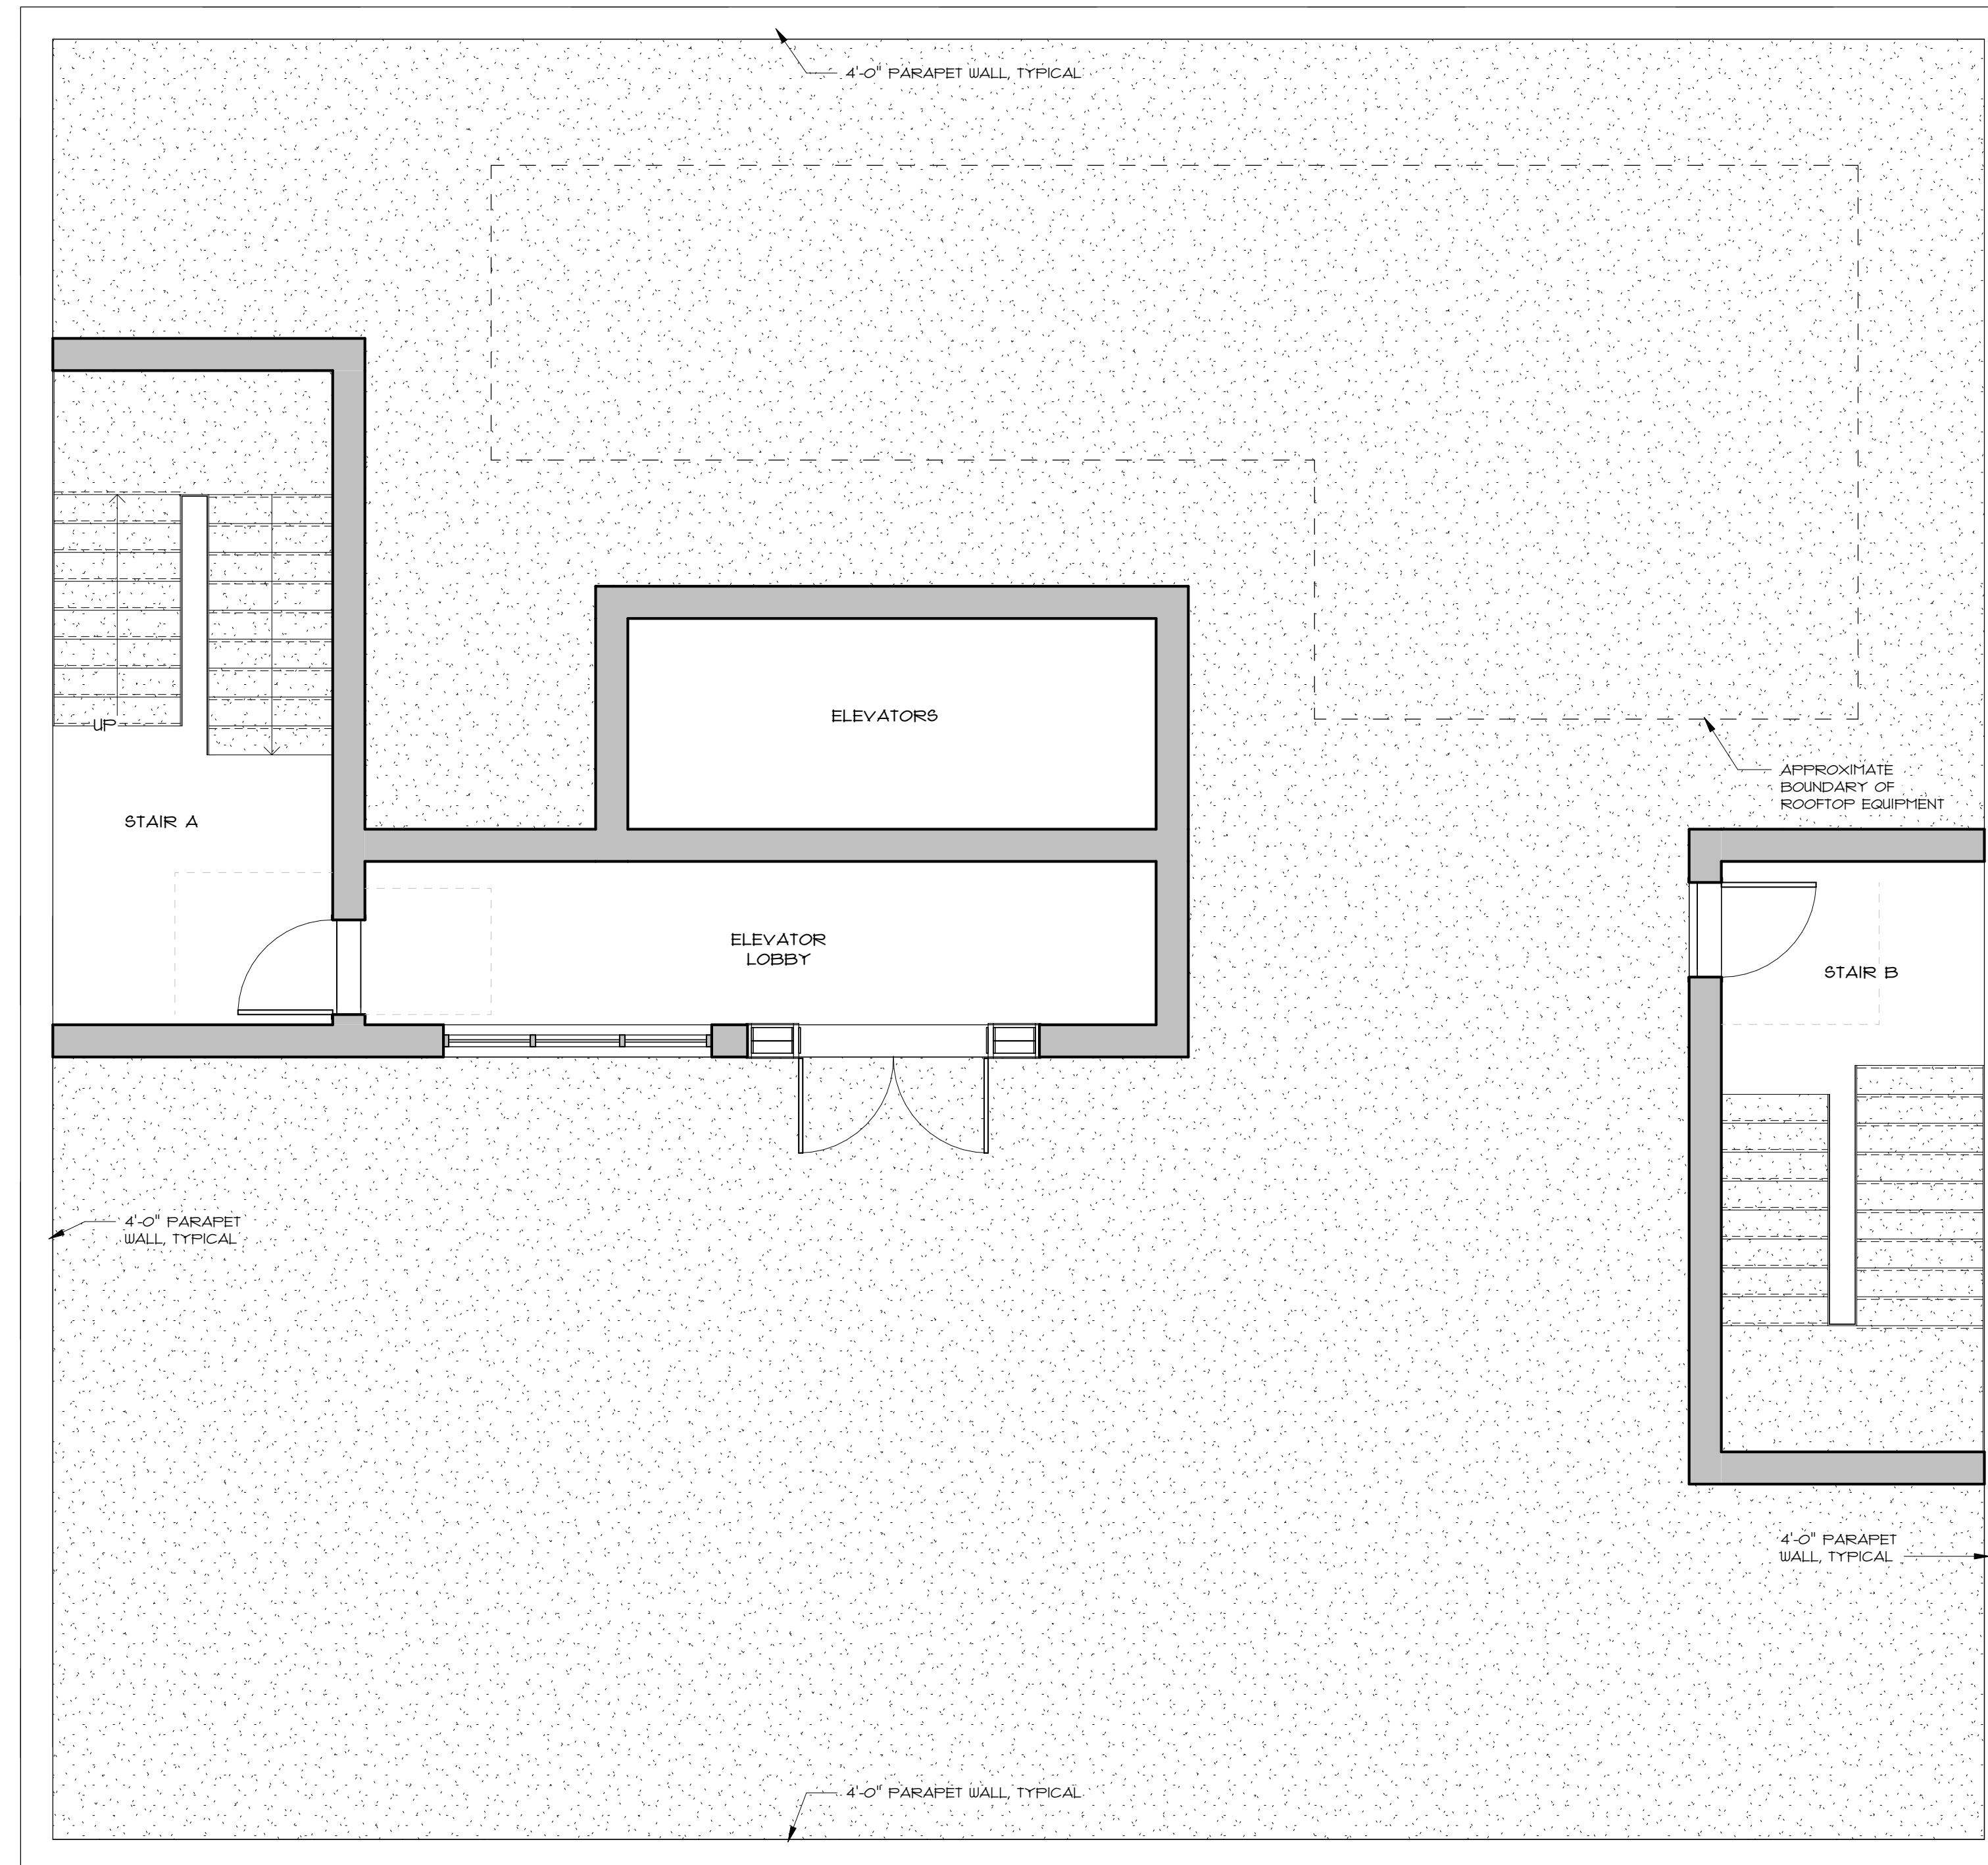 4'-0" PARAPET WALL, TYPICAL
ELEVATORS
UP
APPROXIMATE
BOUNDARY OF
ROOFTOP EQUIPMENT
STAIR A
ELEVATOR
LOBBY
STAIR B
4'-0" PARAPET
WALL, TYPICAL
4'-0" PARAPET
WALL, TYPICAL
4'-0" PARAPET WALL, TYPICAL